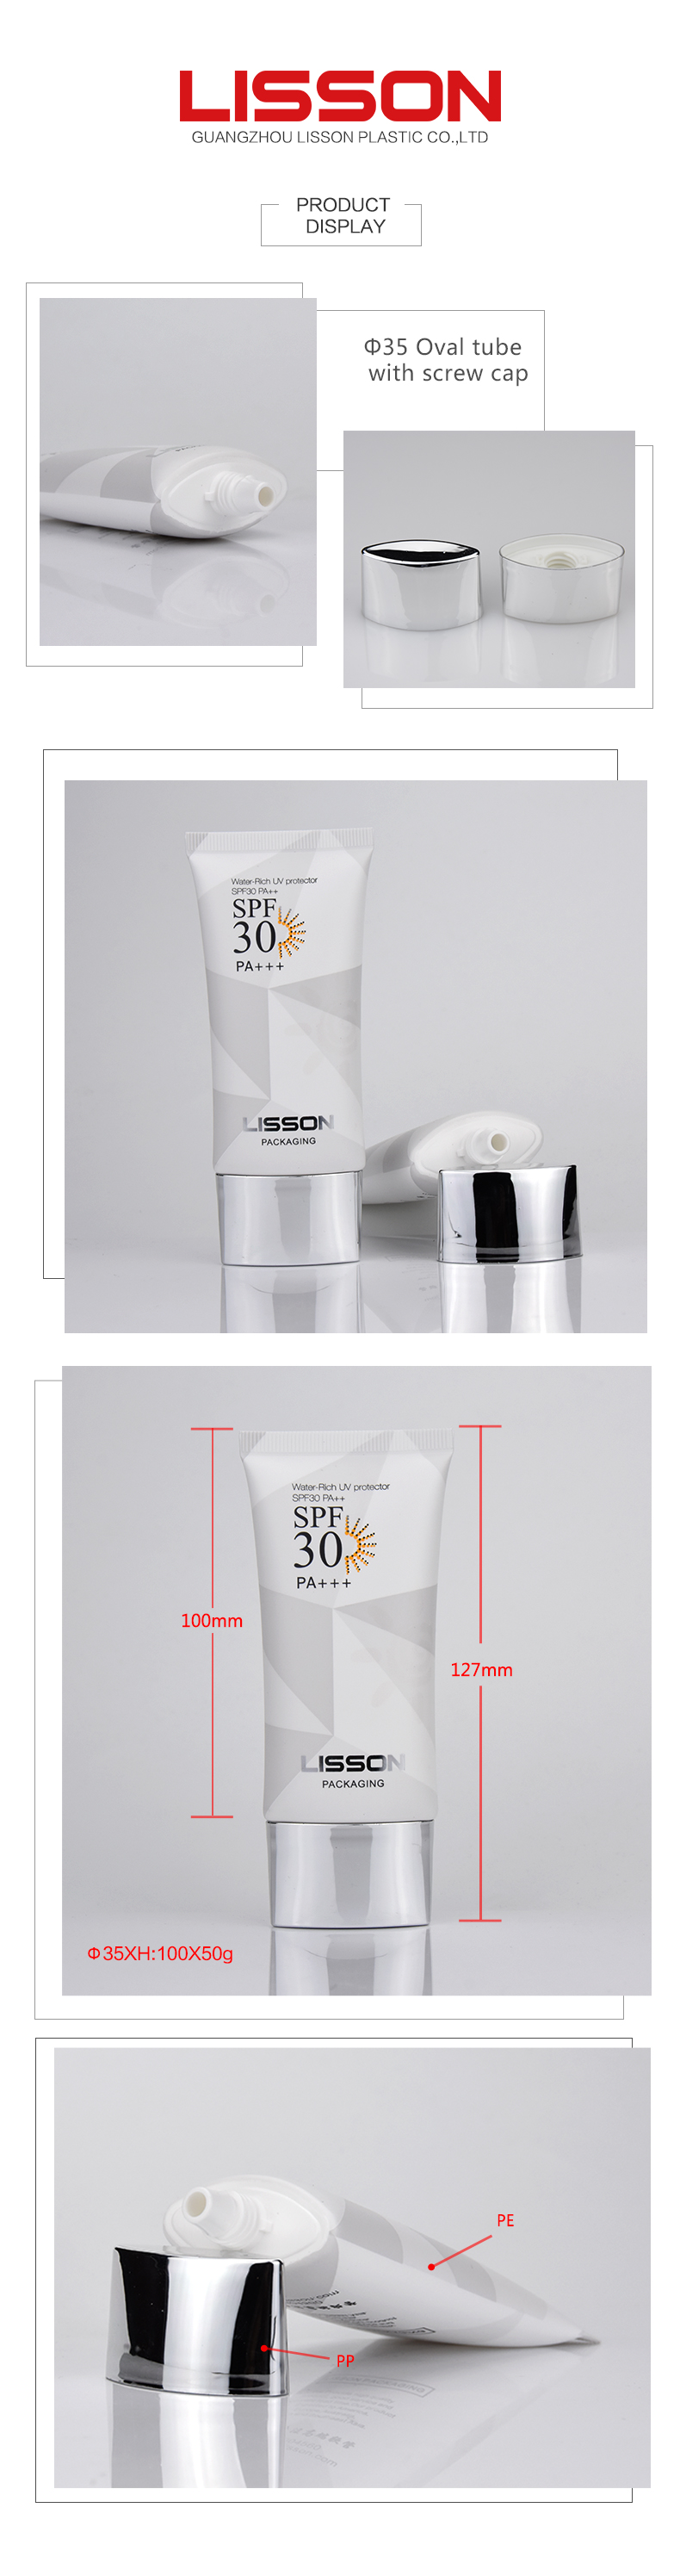 LISSON
GUANGZHOU LISSON PLASTIC CO.,LTD
PRODUCT
DISPLAY
Φ35 Oval tube
with screw cap
Water-Rich UV protector
SPF30 PA++
SPF
30
PA+++
LISSON
PACKAGING
Water-Rich UV protector
SPF30 PA++
SPF
30
PA+++
LISSON
PACKAGING
100mm
127mm
Φ35XH:100X50g
PE
PP